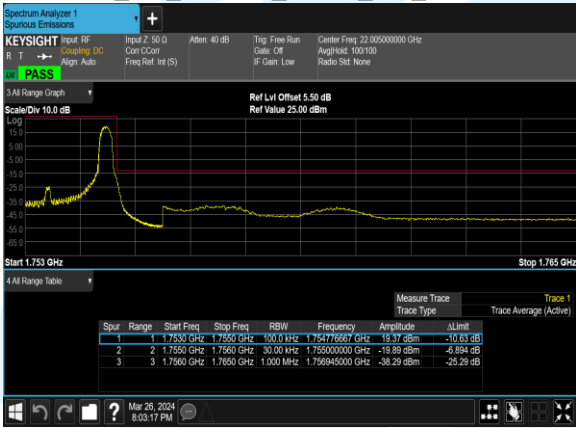 Spectrum Analyzer 1
Spurious Emissions
+
KEYSIGHT Input: RF Input Z: 50 Ω Atten: 40 dB Trig: Free Run Center Freq: 22.005000000 GHz
R T Coupling: DC Corr CCorr Gate: Off Avg|Hold: 100/100
Align: Auto Freq Ref: Int (S) IF Gain: Low Radio Std: None
PASS
3 All Range Graph
Ref Lvl Offset 5.50 dB
Scale/Div 10.0 dB Ref Value 25.00 dBm
Log
15.0
5.00
-5.00
-15.0
-25.0
-35.0
-45.0
-55.0
-65.0
Start 1.753 GHz Stop 1.765 GHz
4 All Range Table
Measure Trace Trace 1
Trace Type Trace Average (Active)
Spur Range Start Freq Stop Freq RBW Frequency Amplitude ΔLimit
1 1 1.7530 GHz 1.7550 GHz 100.0 kHz 1.754776667 GHz 19.37 dBm -10.63 dB
2 2 1.7550 GHz 1.7560 GHz 30.00 kHz 1.755000000 GHz -19.89 dBm -6.894 dB
3 3 1.7560 GHz 1.7650 GHz 1.000 MHz 1.756945000 GHz -38.29 dBm -25.29 dB
? Mar 26, 2024
8:03:17 PM